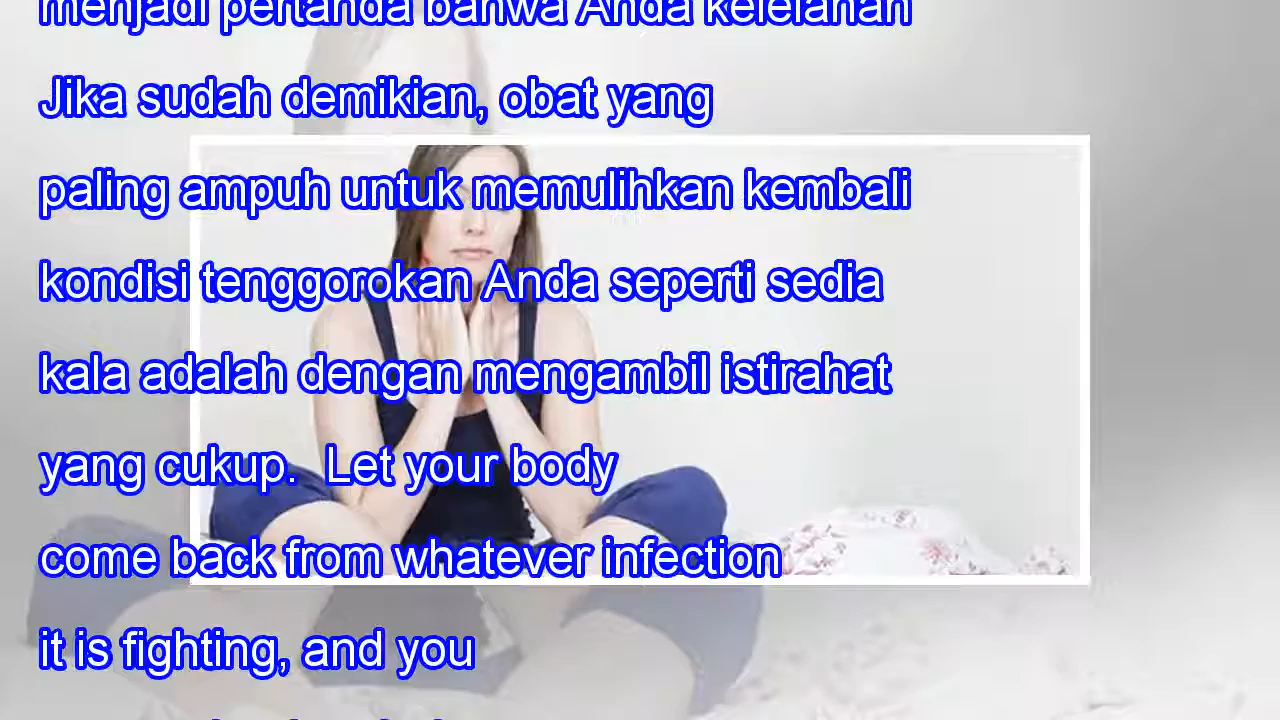 menjadi pertanda bahwa Anda kelelahan
Jika sudah demikian, obat yang
paling ampuh untuk memulihkan kembali
kondisi tenggorokan Anda seperti sedia
kala adalah dengan mengambil istirahat
yang cukup. Let your body
come back from whatever infection
it is fighting, and you